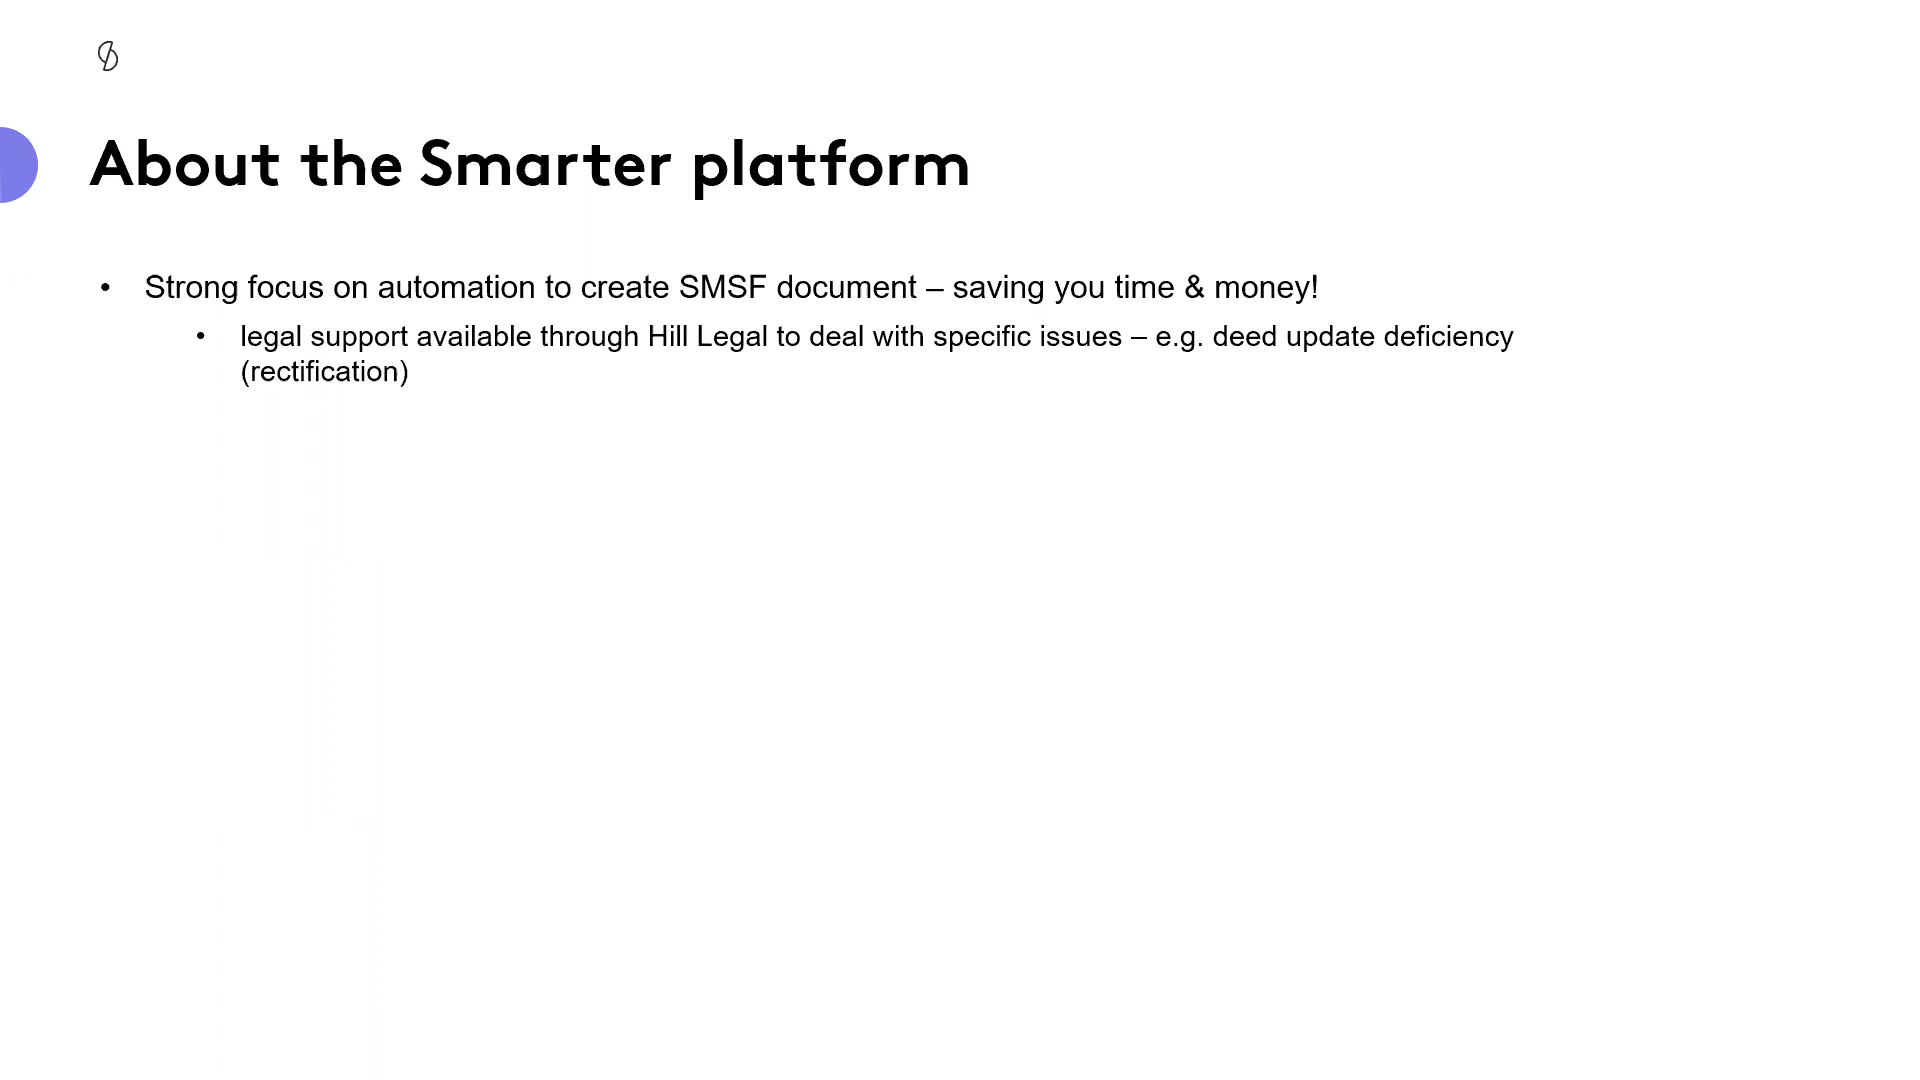 About the Smarter platform
• Strong focus on automation to create SMSF document – saving you time & money!
• legal support available through Hill Legal to deal with specific issues – e.g. deed update deficiency
(rectification)